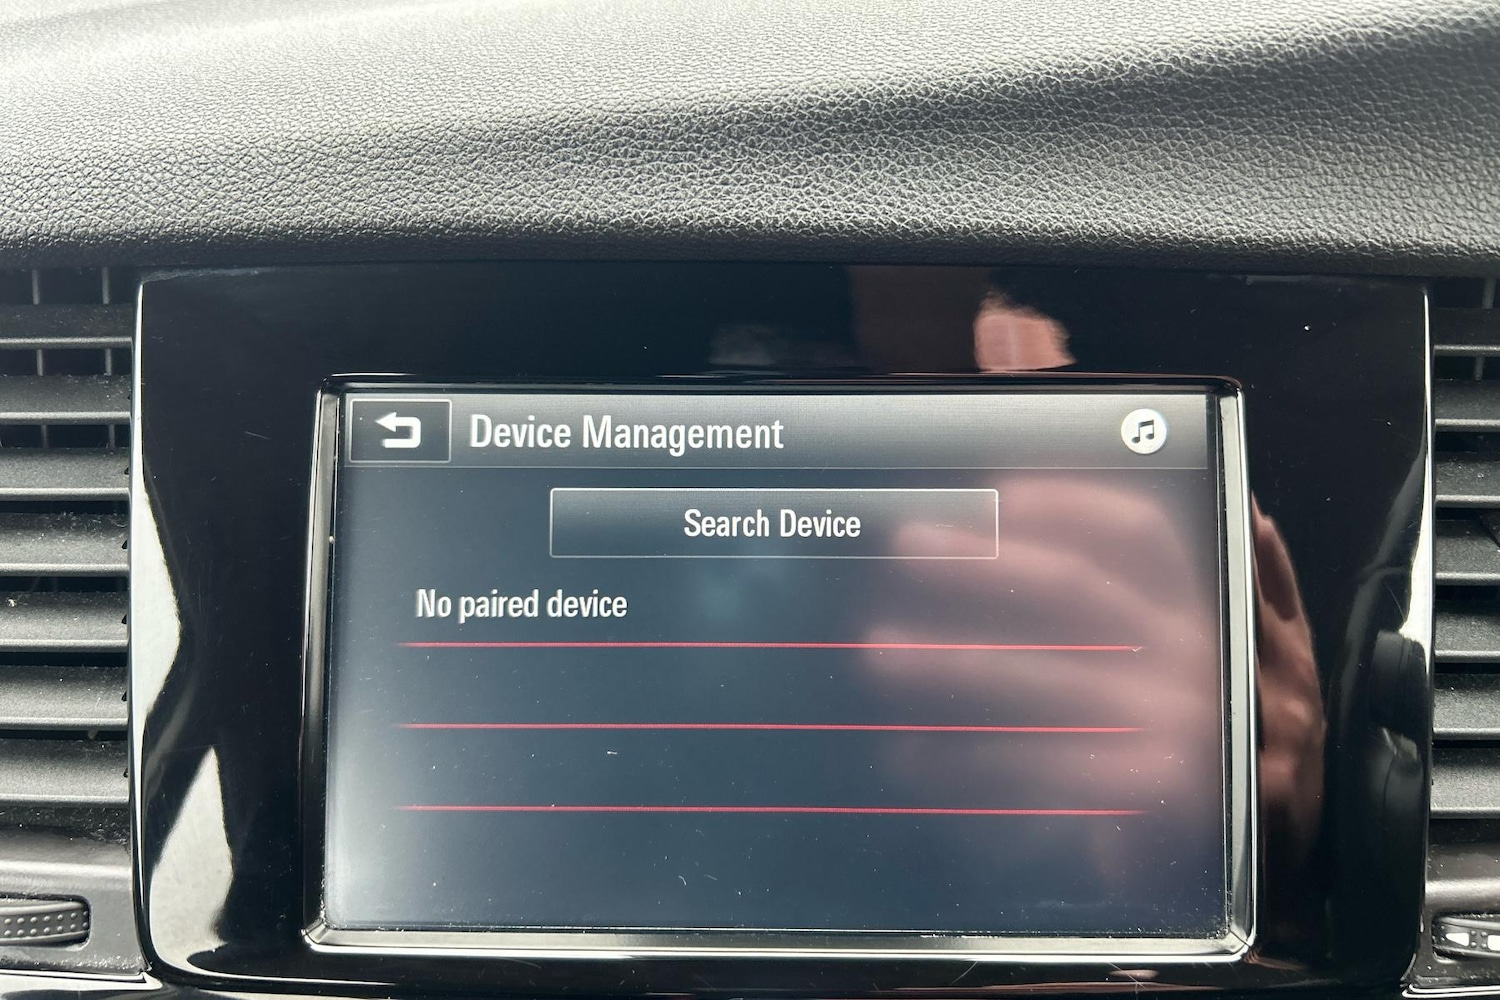 Device Management
Search Device
No paired device